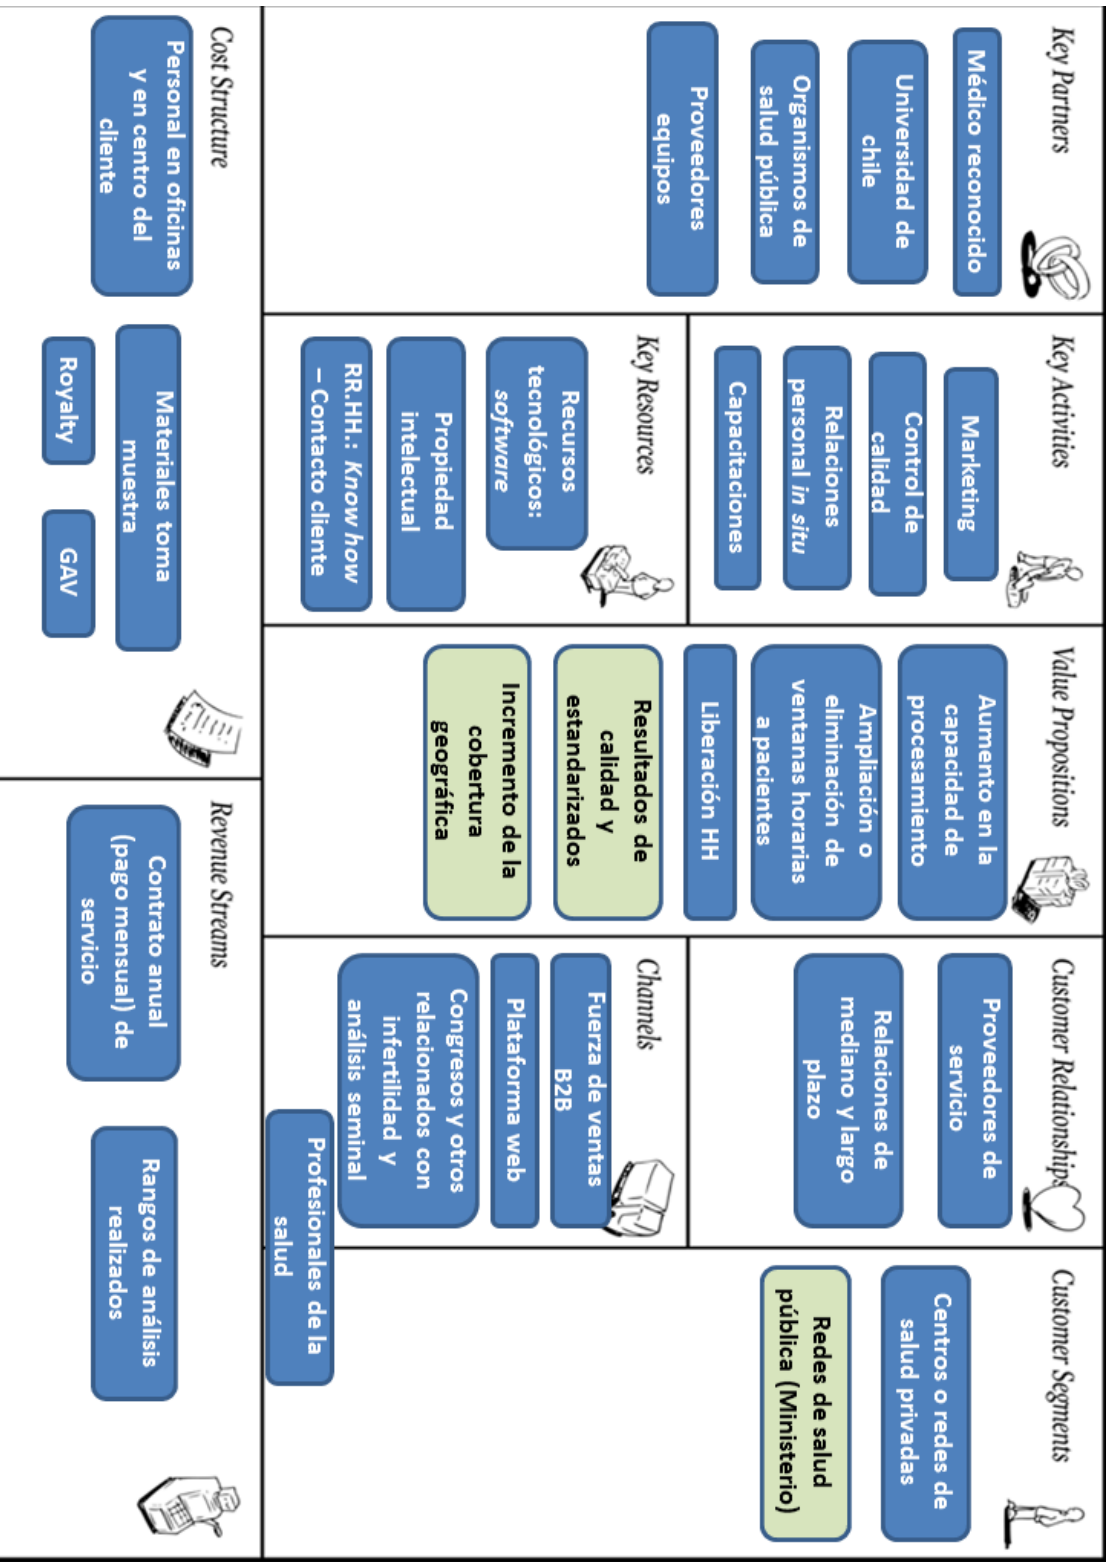 Key Partners
Médico reconocido
Universidad de
chile
Organismos de
salud pública
Proveedores
equipos
Key Activities
Marketing
Control de
calidad
Relaciones
personal in situ
Capacitaciones
Key Resources
Recursos
tecnológicos:
software
Propiedad
intelectual
RR.HH.: Know how
– Contacto cliente
Value Propositions
Aumento en la
capacidad de
procesamiento
Ampliación o
eliminación de
ventanas horarias
a pacientes
Liberación HH
Resultados de
calidad y
estandarizados
Incremento de la
cobertura
geográfica
Customer Relationships
Proveedores de
servicio
Relaciones de
mediano y largo
plazo
Channels
Fuerza de ventas
B2B
Plataforma web
Congresos y otros
relacionados con
infertilidad y
análisis seminal
Profesionales de la
salud
Customer Segments
Centros o redes de
salud privadas
Redes de salud
pública (Ministerio)
Cost Structure
Personal en oficinas
y en centro del
cliente
Materiales toma
muestra
Royalty
GAV
Revenue Streams
Contrato anual
(pago mensual) de
servicio
Rangos de análisis
realizados